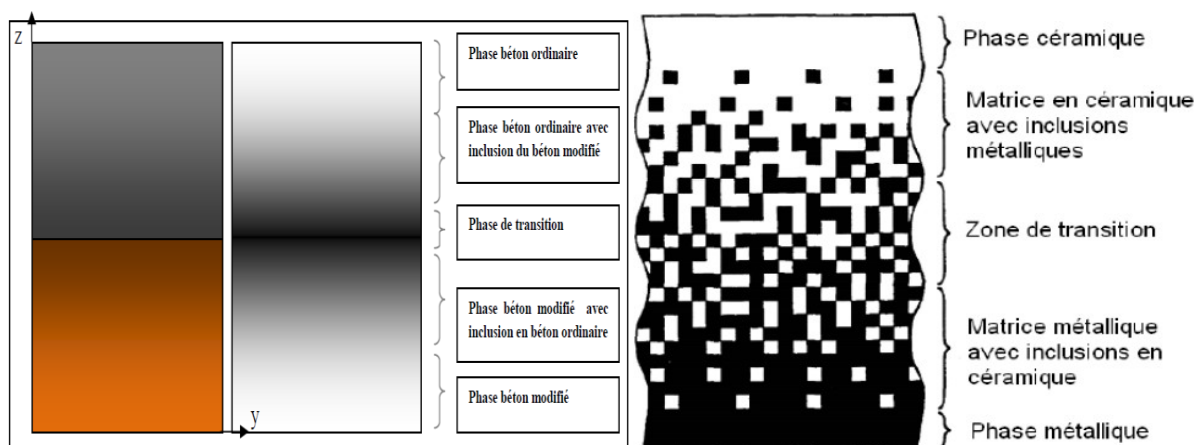 z
Phase béton ordinaire
Phase béton ordinaire avec
inclusion du béton modifié
Phase de transition
Phase béton modifié avec
inclusion en béton ordinaire
Phase béton modifié
y
Phase céramique
Matrice en céramique
avec inclusions
métalliques
Zone de transition
Matrice métallique
avec inclusions en
céramique
Phase métallique